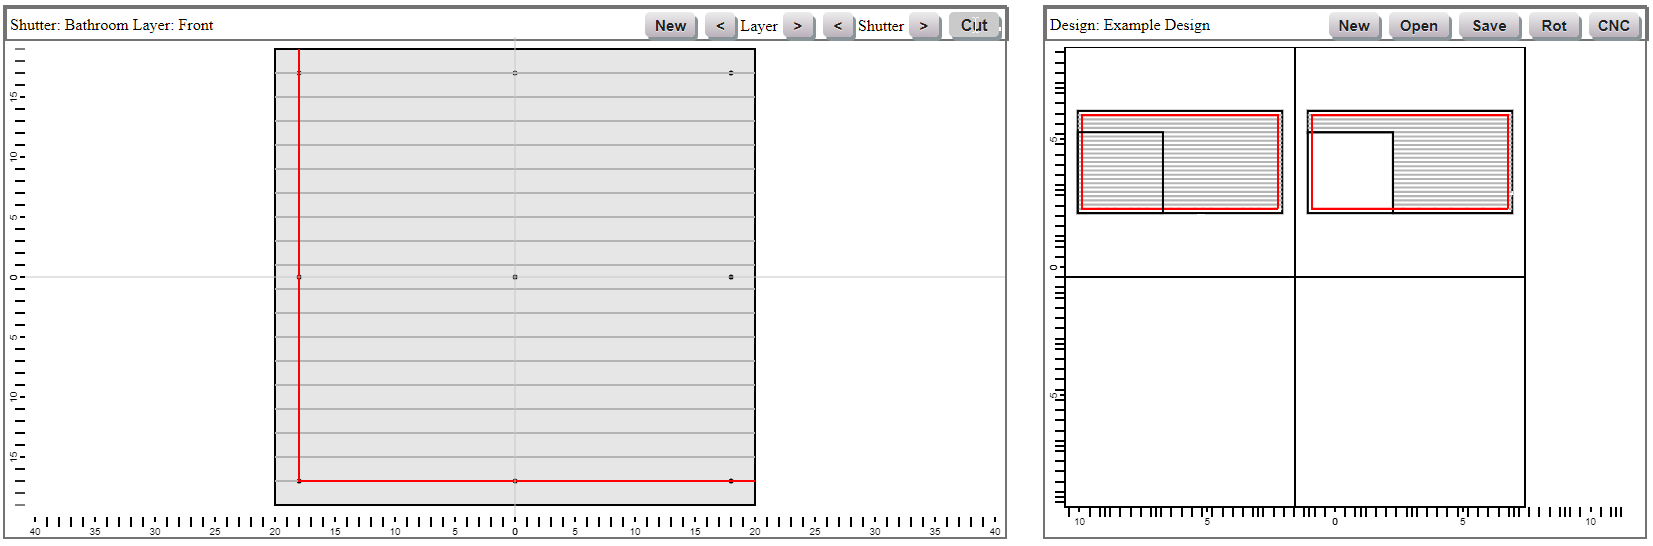 Shutter: Bathroom Layer: Front New < Layer > < Shutter > Cut
15
10
5
0
5
10
15
40 35 30 25 20 15 10 5 0 5 10 15 20 25 30 35 40
Design: Example Design New Open Save Rot CNC
5
0
5
10 5 0 5 10